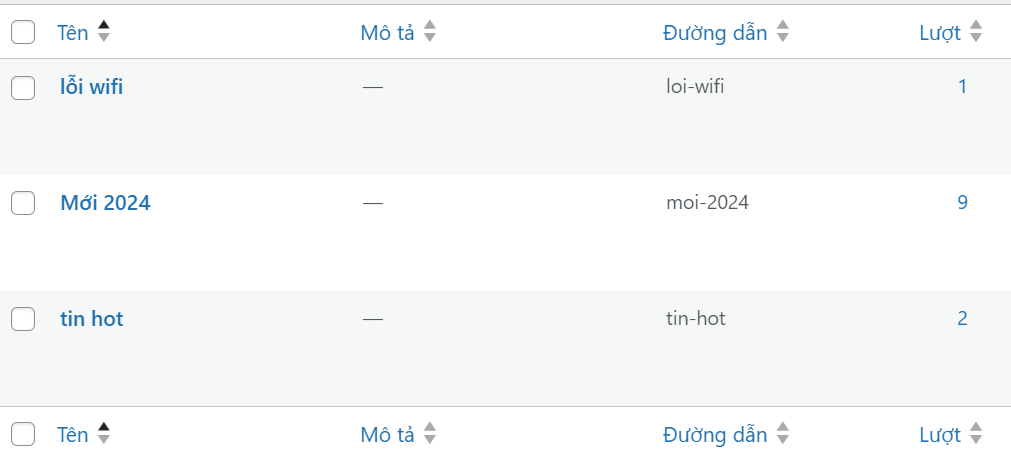 Tên Mô tả Đường dẫn Lượt
lỗi wifi — loi-wifi 1
Mới 2024 — moi-2024 9
tin hot — tin-hot 2
Tên Mô tả Đường dẫn Lượt